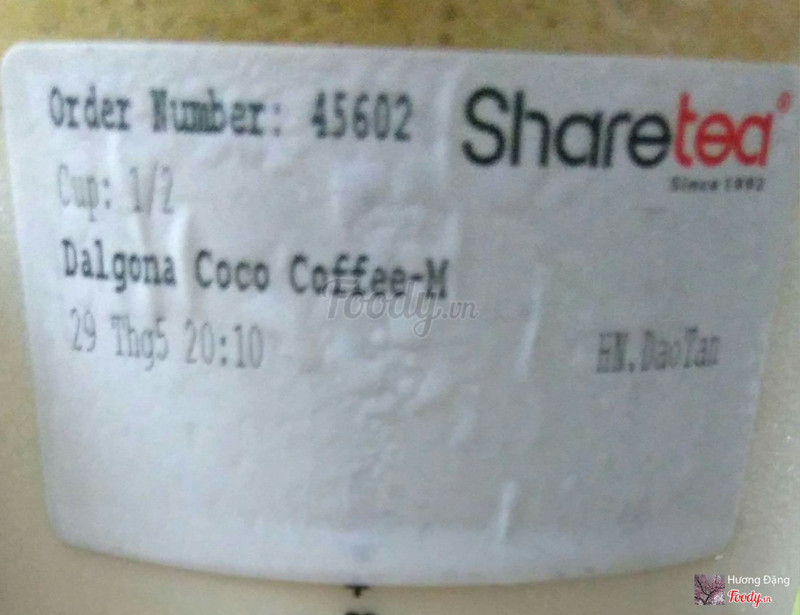 Order Number: 45602
Sharetea®
Since 1992
Cup: 1/2
Dalgona Coco Coffee-M
Foody.vn
29 Thg5 20:10
HN.DaoTan
Hương Đặng
Foody.vn